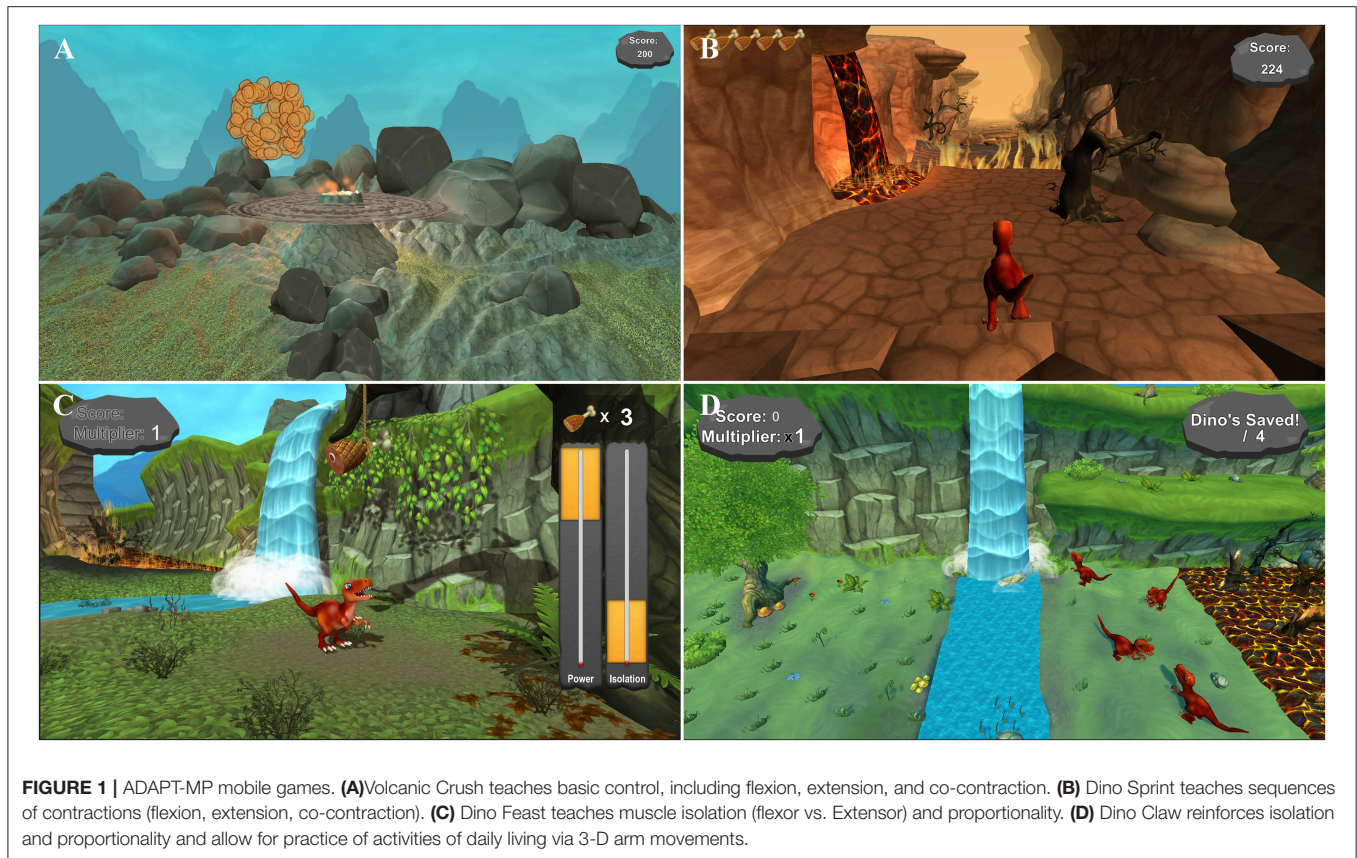 A
Score:
200
B
Score:
224
C
Score:
Multiplier: 1
x 3
Power
Isolation
D
Score: 0
Multiplier: x1
Dino's Saved!
/ 4
FIGURE 1 | ADAPT-MP mobile games. (A)Volcanic Crush teaches basic control, including flexion, extension, and co-contraction. (B) Dino Sprint teaches sequences
of contractions (flexion, extension, co-contraction). (C) Dino Feast teaches muscle isolation (flexor vs. Extensor) and proportionality. (D) Dino Claw reinforces isolation
and proportionality and allow for practice of activities of daily living via 3-D arm movements.